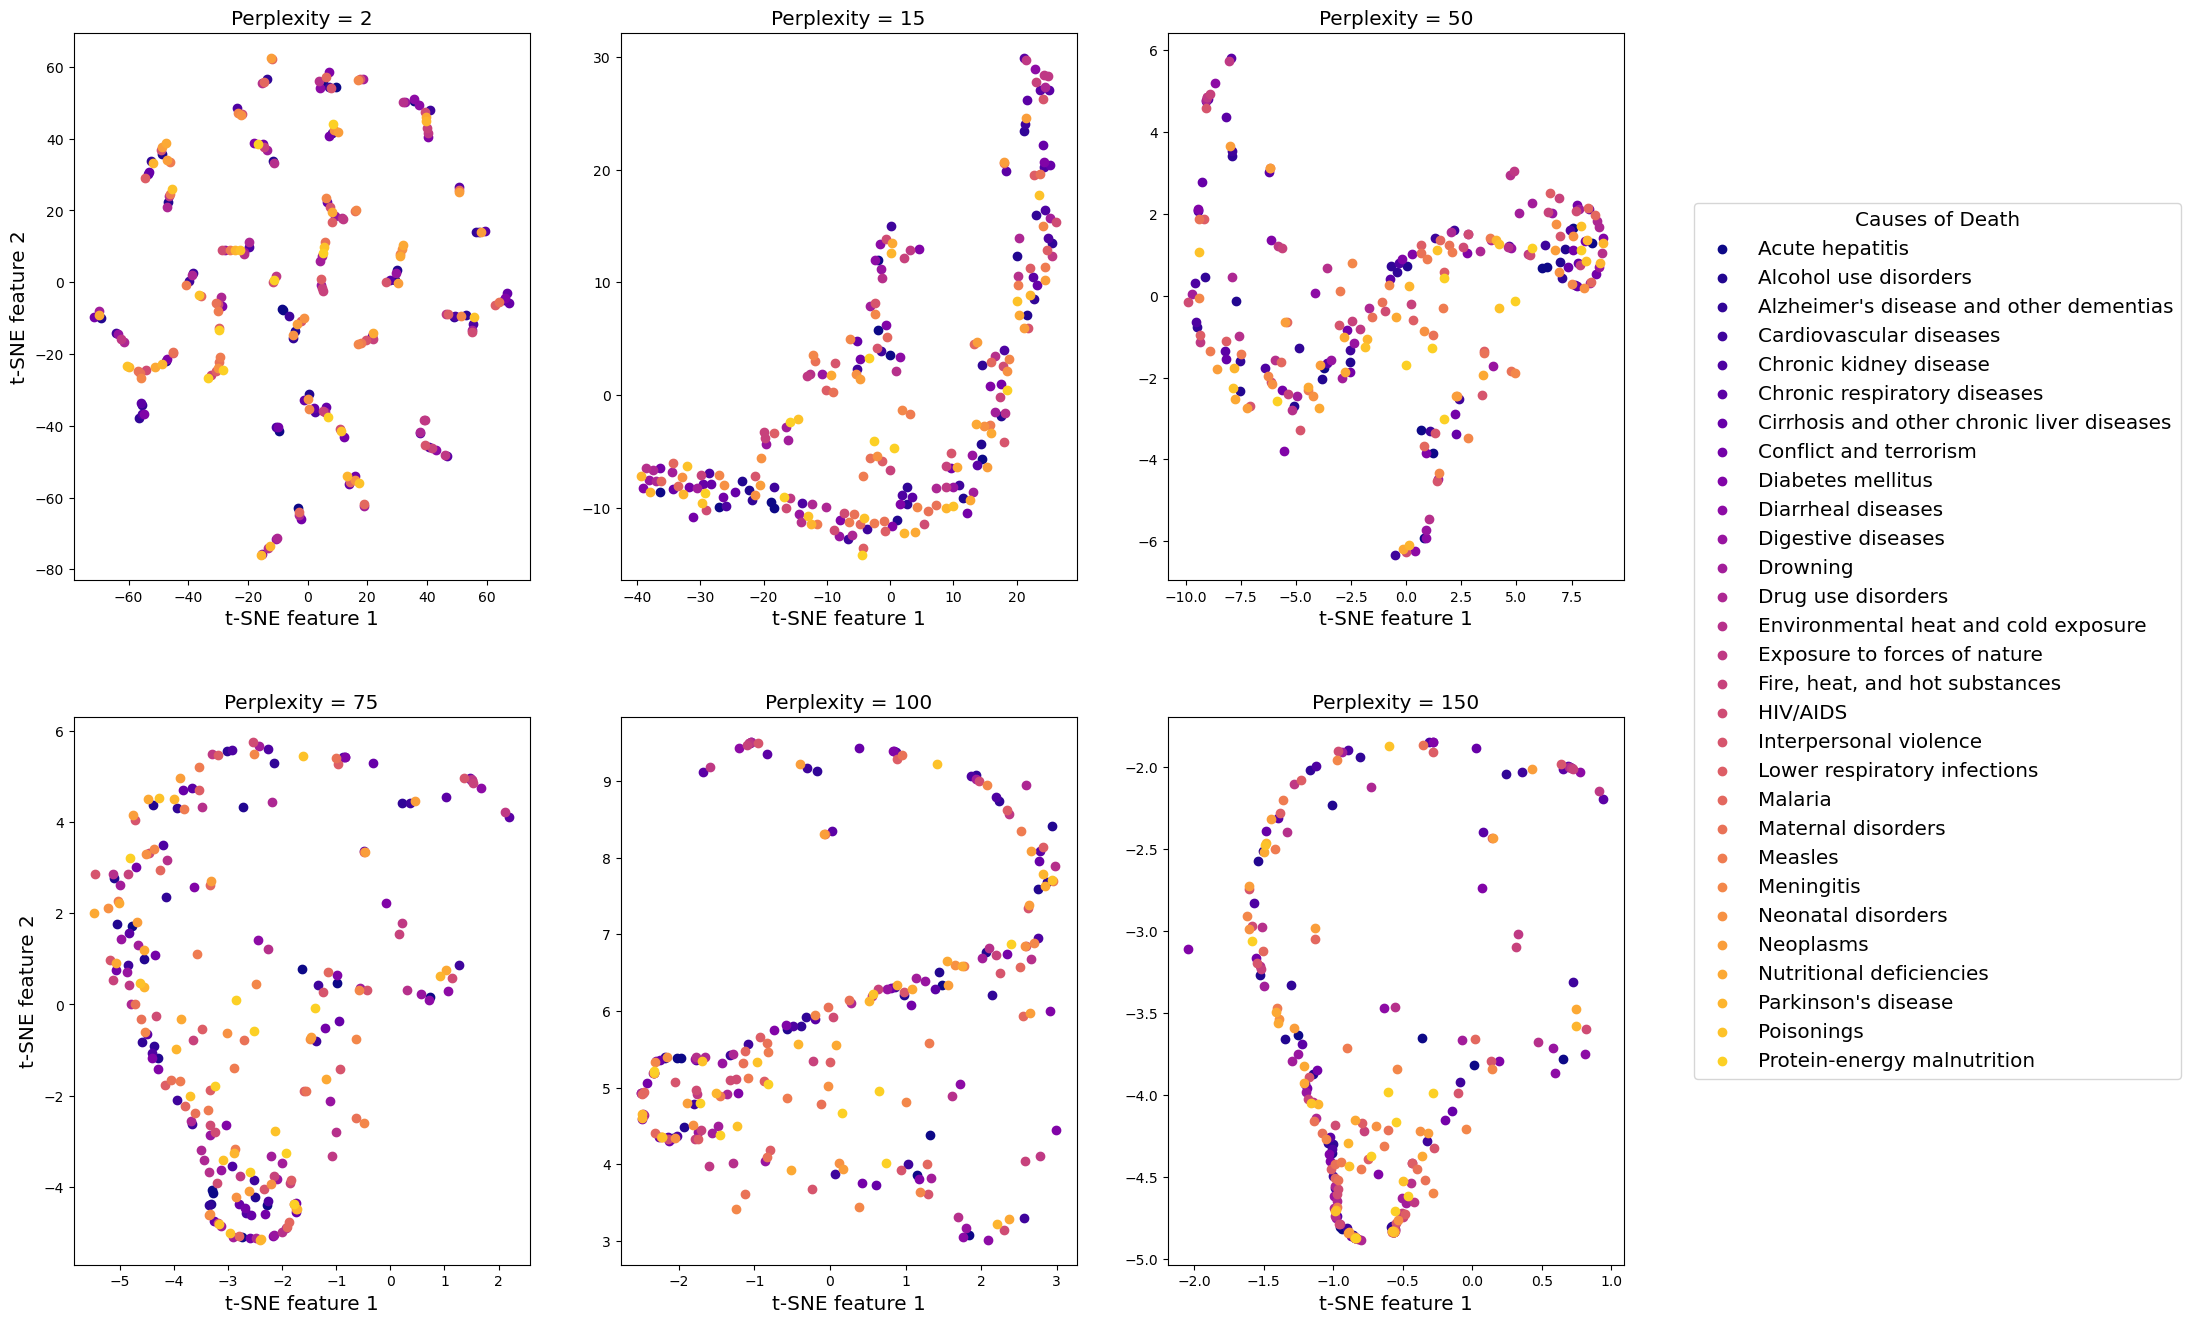 Perplexity = 2
Perplexity = 15
Perplexity = 50
60
40
20
0
−20
−40
−60
−80
t-SNE feature 2
−60
−40
−20
0
20
40
60
t-SNE feature 1
30
20
10
0
−10
−40
−30
−20
−10
0
10
20
t-SNE feature 1
6
4
2
0
−2
−4
−6
−10.0
−7.5
−5.0
−2.5
0.0
2.5
5.0
7.5
t-SNE feature 1
Perplexity = 75
Perplexity = 100
Perplexity = 150
6
4
2
0
−2
−4
t-SNE feature 2
−5
−4
−3
−2
−1
0
1
2
t-SNE feature 1
9
8
7
6
5
4
3
−2
−1
0
1
2
3
t-SNE feature 1
−2.0
−2.5
−3.0
−3.5
−4.0
−4.5
−5.0
−2.0
−1.5
−1.0
−0.5
0.0
0.5
1.0
t-SNE feature 1
Causes of Death
Acute hepatitis
Alcohol use disorders
Alzheimer's disease and other dementias
Cardiovascular diseases
Chronic kidney disease
Chronic respiratory diseases
Cirrhosis and other chronic liver diseases
Conflict and terrorism
Diabetes mellitus
Diarrheal diseases
Digestive diseases
Drowning
Drug use disorders
Environmental heat and cold exposure
Exposure to forces of nature
Fire, heat, and hot substances
HIV/AIDS
Interpersonal violence
Lower respiratory infections
Malaria
Maternal disorders
Measles
Meningitis
Neonatal disorders
Neoplasms
Nutritional deficiencies
Parkinson's disease
Poisonings
Protein-energy malnutrition